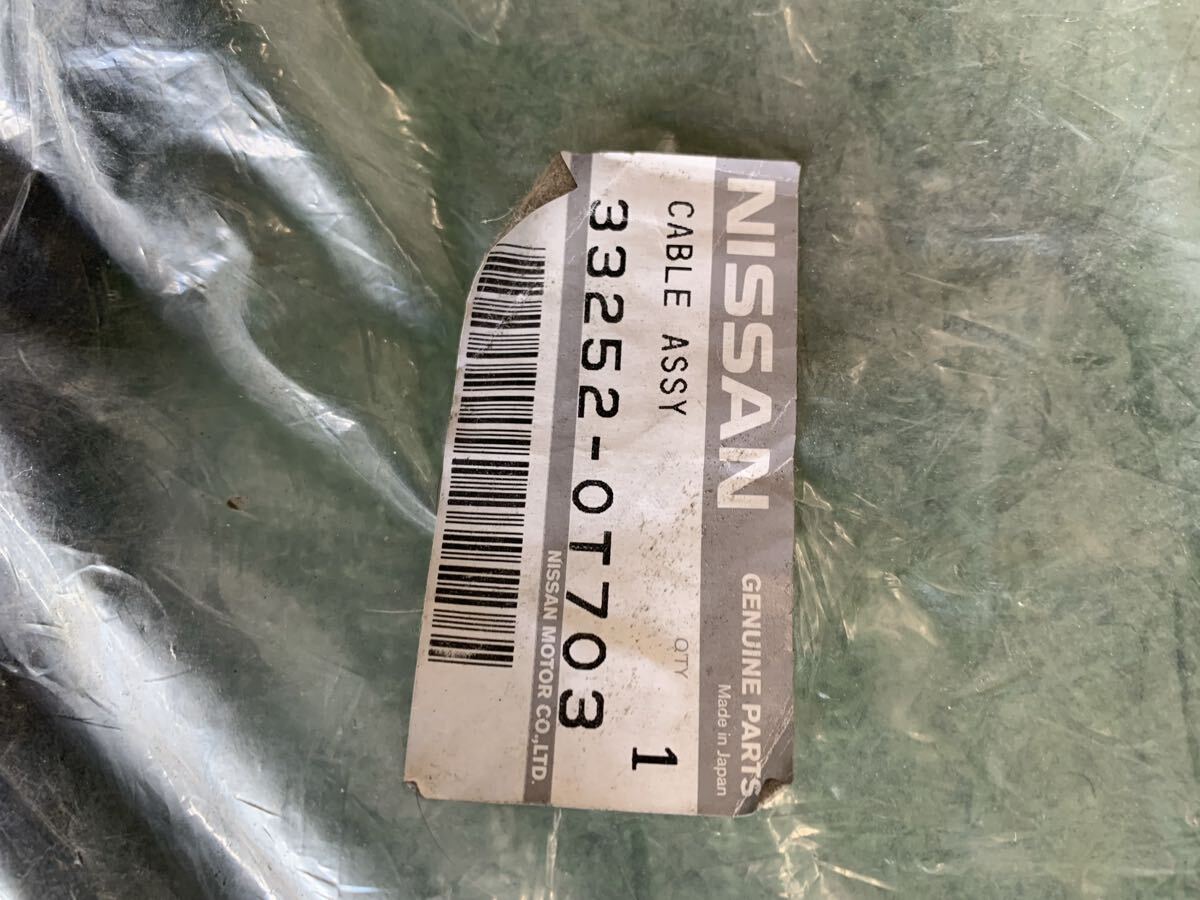 NISSAN GENUINE PARTS
Made in Japan
CABLE ASSY
QTY
1
33252-0T703
NISSAN MOTOR CO.,LTD.